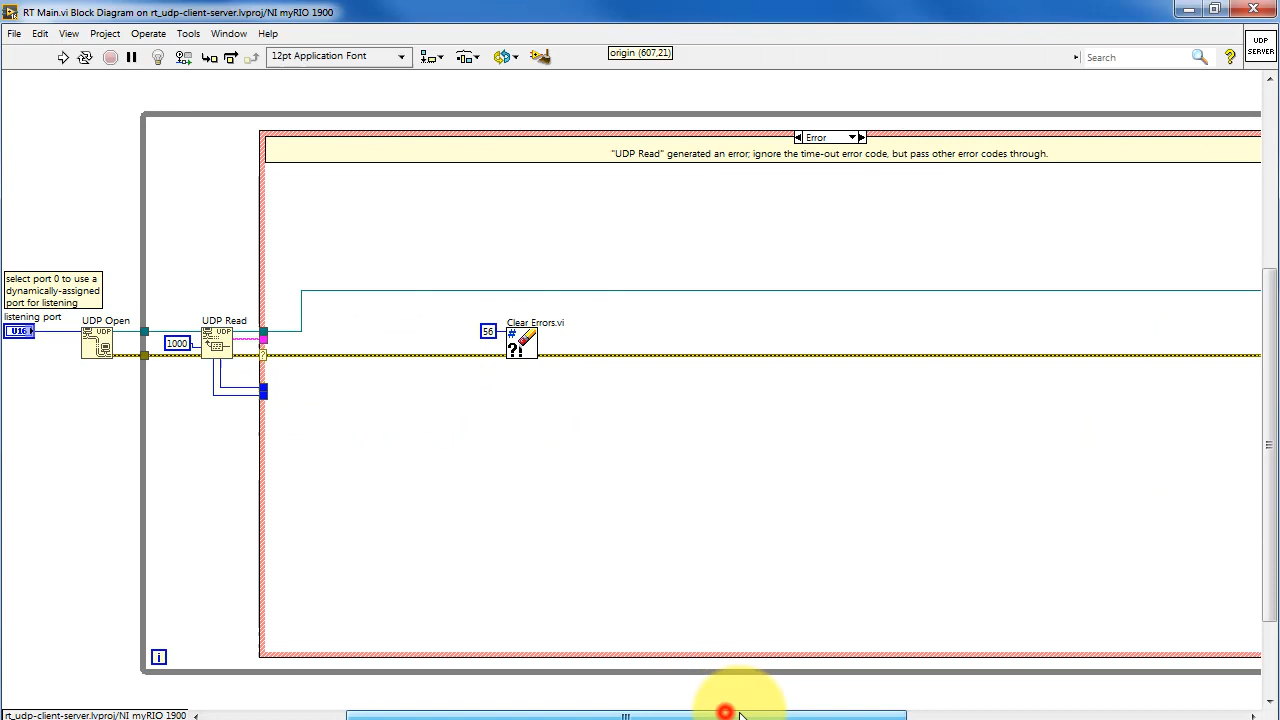 RT Main.vi Block Diagram on rt_udp-client-server.lvproj/NI myRIO 1900
File Edit View Project Operate Tools Window Help
12pt Application Font
origin (607,21)
Search
?
UDP
SERVER
Error
"UDP Read" generated an error; ignore the time-out error code, but pass other error codes through.
select port 0 to use a
dynamically-assigned
port for listening
listening port
U16
UDP Open
UDP
UDP Read
UDP
1000
?
56
Clear Errors.vi
#
?!
i
rt_udp-client-server.lvproj/NI myRIO 1900